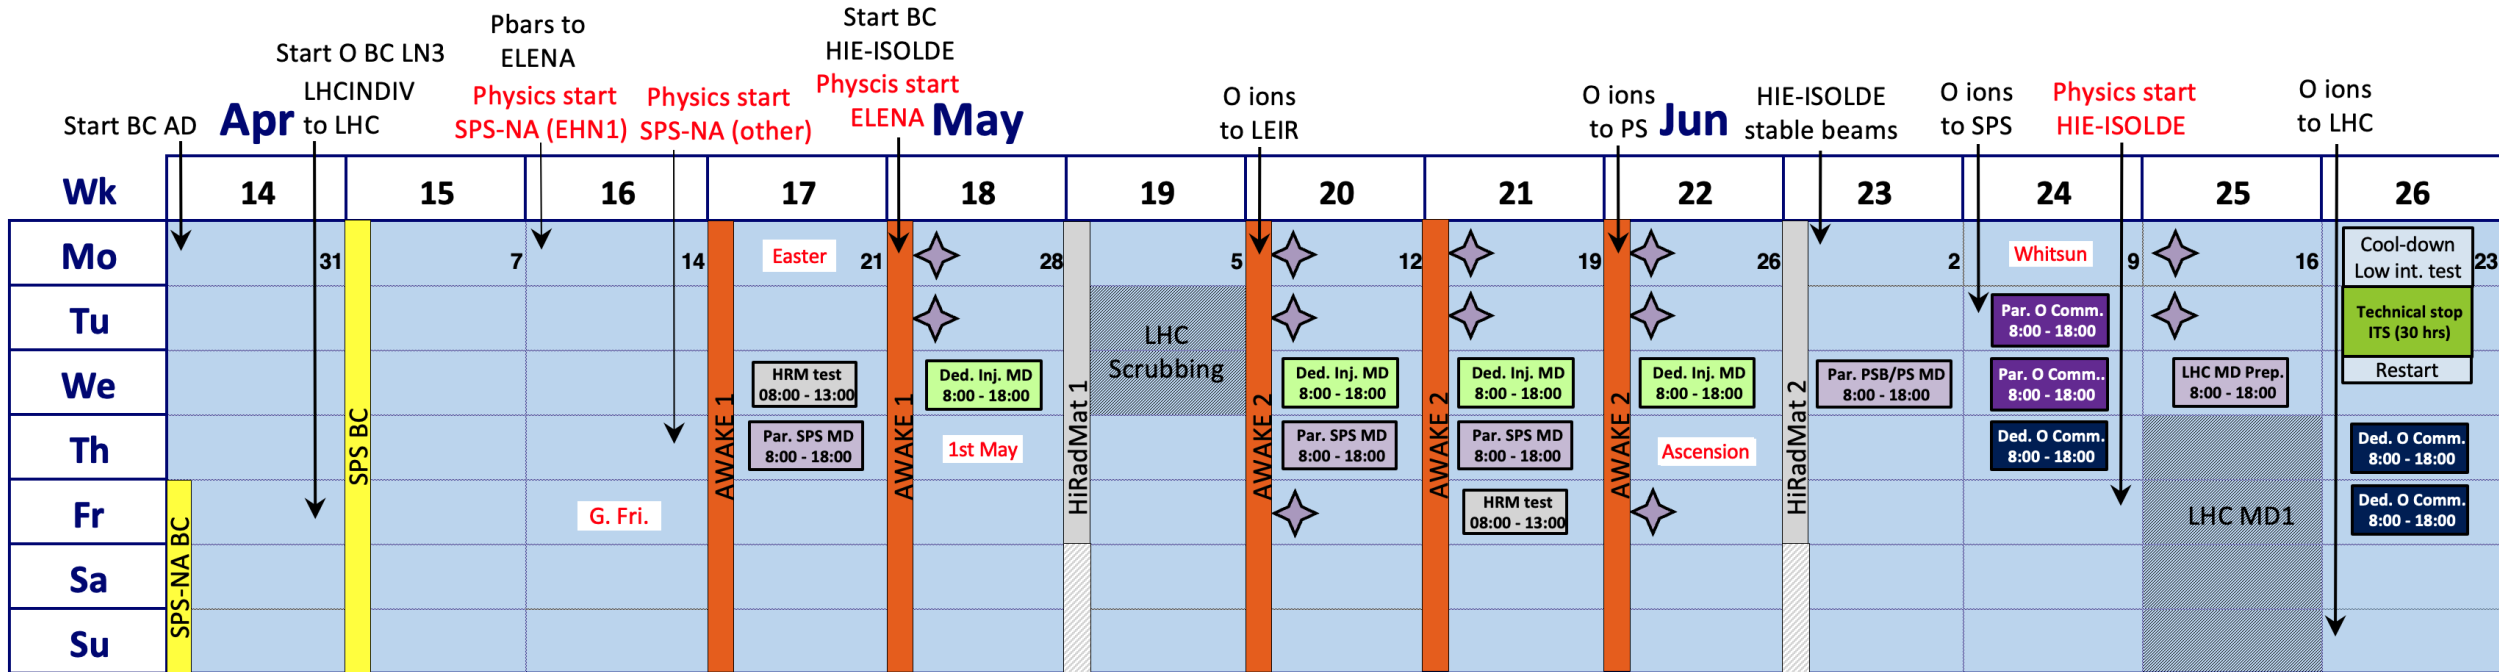 Start BC AD
Apr
Start O BC LN3
LHCINDIV
to LHC
Pbars to
ELENA
Physics start
SPS-NA (EHN1)
Physics start
SPS-NA (other)
Start BC
HIE-ISOLDE
Physcis start
ELENA
May
O ions
to LEIR
O ions
to PS
Jun
HIE-ISOLDE
stable beams
O ions
to SPS
Physics start
HIE-ISOLDE
O ions
to LHC
Wk 14 15 16 17 18 19 20 21 22 23 24 25 26
Mo 31 7 14 Easter 21 28 5 12 19 26 2 Whitsun 9 16 23
Cool-down
Low int. test
Tu
LHC
Scrubbing
Par. O Comm.
8:00 - 18:00
Technical stop
ITS (30 hrs)
We
HRM test
08:00 - 13:00
Ded. Inj. MD
8:00 - 18:00
Ded. Inj. MD
8:00 - 18:00
Ded. Inj. MD
8:00 - 18:00
Ded. Inj. MD
8:00 - 18:00
Par. PSB/PS MD
8:00 - 18:00
Par. O Comm..
8:00 - 18:00
LHC MD Prep.
8:00 - 18:00
Restart
Th
Par. SPS MD
8:00 - 18:00
1st May
Par. SPS MD
8:00 - 18:00
Par. SPS MD
8:00 - 18:00
Ascension
Ded. O Comm.
8:00 - 18:00
Ded. O Comm.
8:00 - 18:00
Fr
G. Fri.
HRM test
08:00 - 13:00
LHC MD1
Ded. O Comm.
8:00 - 18:00
Sa
Su
SPS-NA BC
SPS BC
AWAKE 1
AWAKE 1
HiRadMat 1
AWAKE 2
AWAKE 2
AWAKE 2
HiRadMat 2